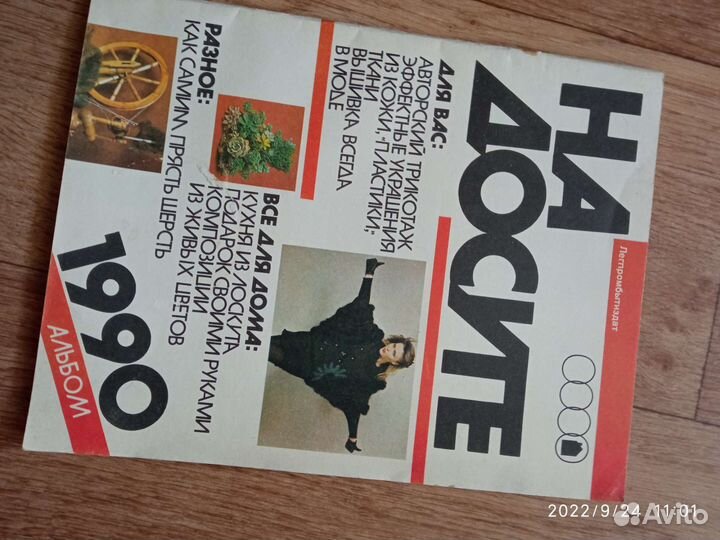 Легпромбытиздат
НА
ДОСУГЕ
ДЛЯ ВАС:
АВТОРСКИЙ ТРИКОТАЖ
ЭФФЕКТНЫЕ УКРАШЕНИЯ
ИЗ КОЖИ, ПЛАСТИКИ,
ТКАНИ
ВЫШИВКА ВСЕГДА
В МОДЕ
ВСЕ ДЛЯ ДОМА:
КУХНЯ ИЗ ЛОСКУТА
ПОДАРОК СВОИМИ РУКАМИ
КОМПОЗИЦИИ
ИЗ ЖИВЫХ ЦВЕТОВ
РАЗНОЕ:
КАК САМИМ ПРЯСТЬ ШЕРСТЬ
1990
АЛЬБОМ
2022/9/24 11:01
Avito